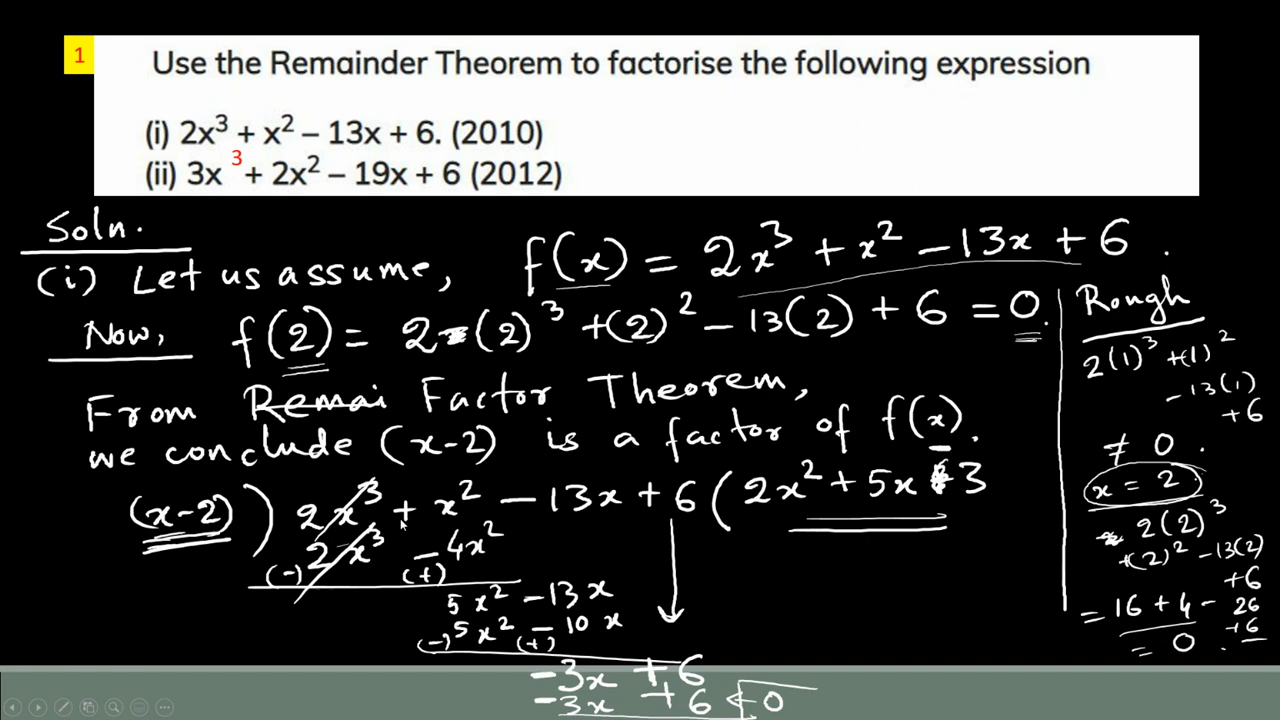 1
Use the Remainder Theorem to factorise the following expression
(i) 2x³ + x² – 13x + 6. (2010)
(ii) 3x ³ + 2x² – 19x + 6 (2012)
Soln.
(i) Let us assume, f(x) = 2x³ + x² - 13x + 6.
Now, f(2) = 2(2)³ + (2)² - 13(2) + 6 = 0.
From Remai Factor Theorem,
we conclude (x-2) is a factor of f(x).
(x-2) ) 2x³ + x² - 13x + 6 ( 2x² + 5x - 3
(-) 2x³ (+) - 4x²
5x² - 13x
(-) 5x² (+) - 10x
-3x + 6
-3x + 6 ← 0
Rough
2(1)³ + (1)²
- 13(1)
+ 6
≠ 0.
x = 2
2(2)³
+(2)² - 13(2)
+ 6
= 16 + 4 - 26
+ 6
= 0.